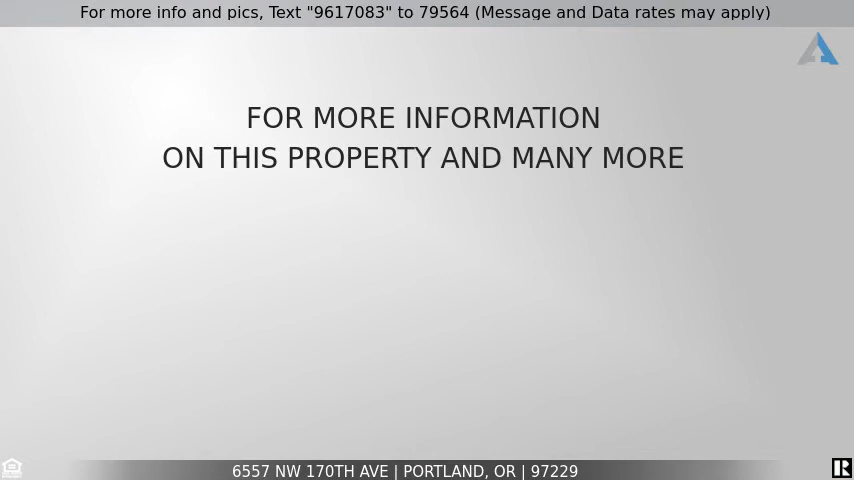 For more info and pics, Text "9617083" to 79564 (Message and Data rates may apply)
FOR MORE INFORMATION
ON THIS PROPERTY AND MANY MORE
6557 NW 170TH AVE | PORTLAND, OR | 97229